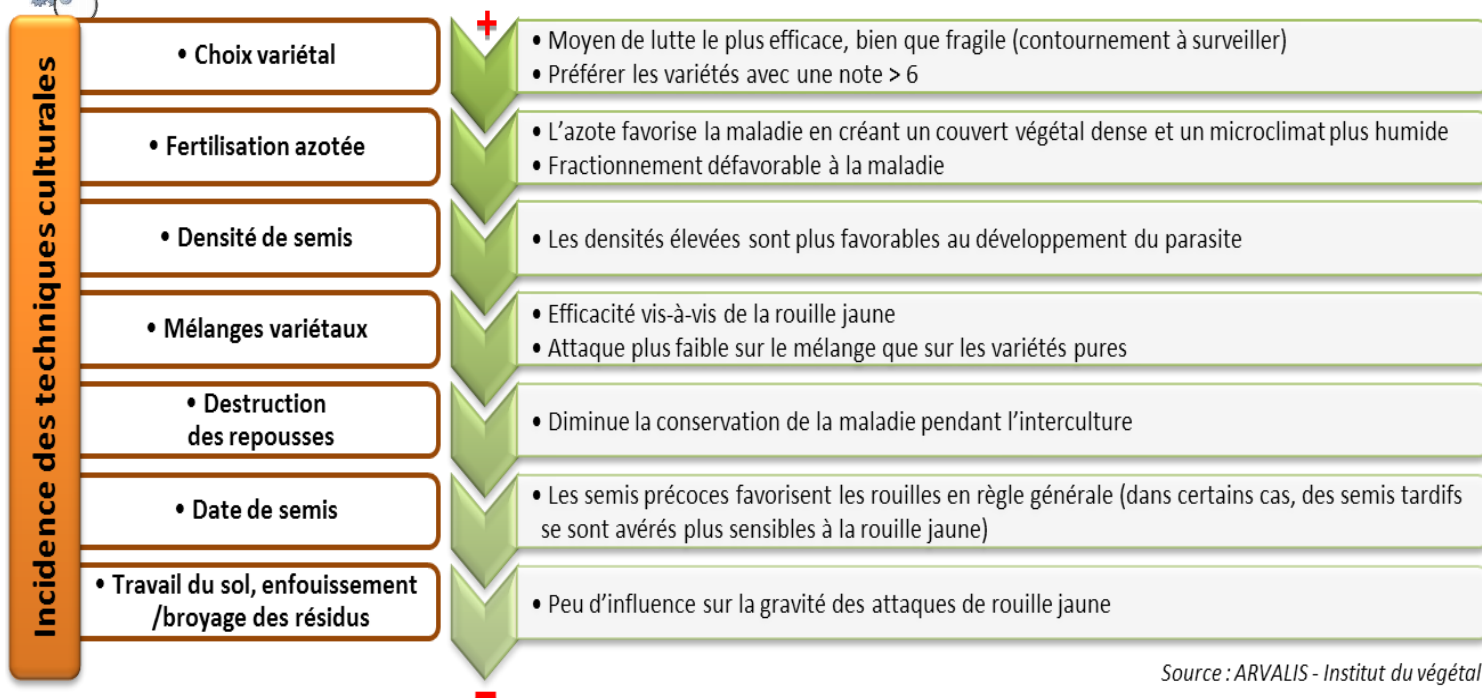 Incidence des techniques culturales
+
• Choix variétal
• Moyen de lutte le plus efficace, bien que fragile (contournement à surveiller)
• Préférer les variétés avec une note > 6
• Fertilisation azotée
• L'azote favorise la maladie en créant un couvert végétal dense et un microclimat plus humide
• Fractionnement défavorable à la maladie
• Densité de semis
• Les densités élevées sont plus favorables au développement du parasite
• Mélanges variétaux
• Efficacité vis-à-vis de la rouille jaune
• Attaque plus faible sur le mélange que sur les variétés pures
• Destruction
des repousses
• Diminue la conservation de la maladie pendant l'interculture
• Date de semis
• Les semis précoces favorisent les rouilles en règle générale (dans certains cas, des semis tardifs
se sont avérés plus sensibles à la rouille jaune)
• Travail du sol, enfouissement
/broyage des résidus
• Peu d'influence sur la gravité des attaques de rouille jaune
-
Source : ARVALIS - Institut du végétal